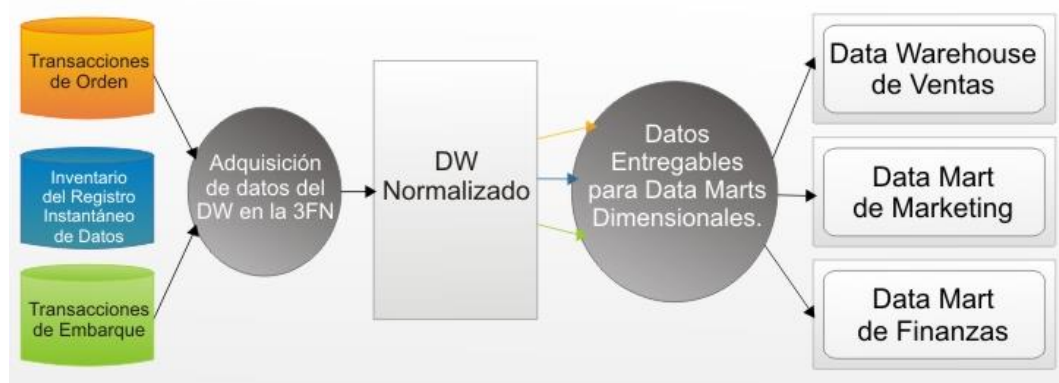 Transacciones
de Orden
Inventario
del Registro
Instantáneo
de Datos
Transacciones
de Embarque
Adquisición
de datos del
DW en la 3FN
DW
Normalizado
Datos
Entregables
para Data Marts
Dimensionales.
Data Warehouse
de Ventas
Data Mart
de Marketing
Data Mart
de Finanzas